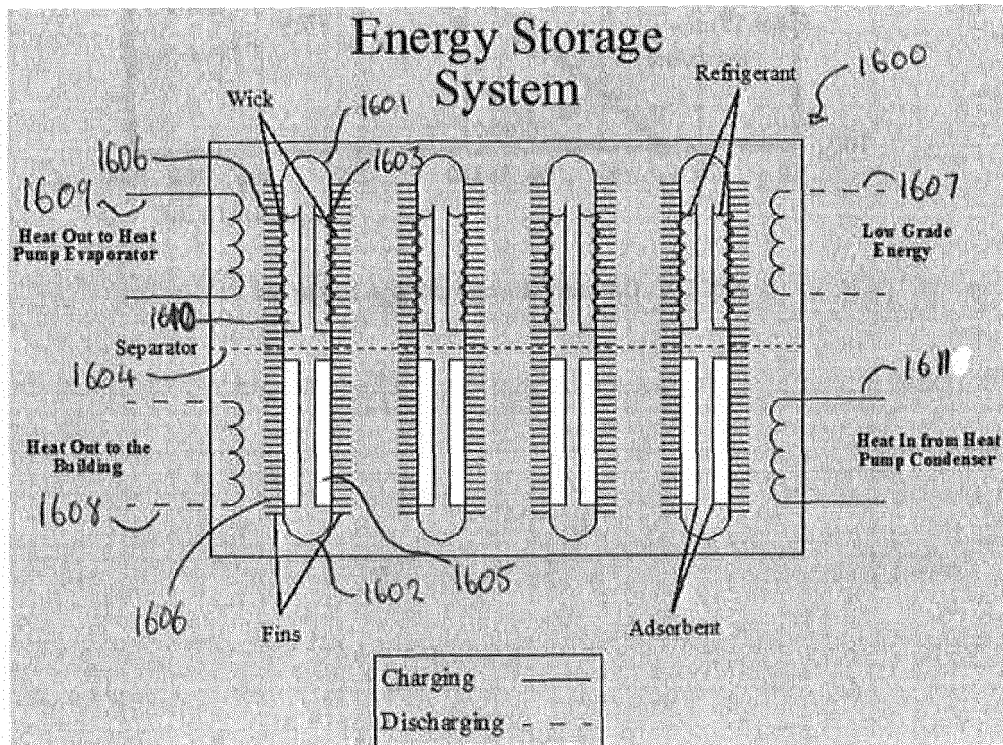 Energy Storage
System
Refrigerant
1600
Wick
1601
1606
1603
1609
1607
Heat Out to Heat
Pump Evaporator
Low Grade
Energy
1610
Separator
1604
1611
Heat Out to the
Building
Heat In from Heat
Pump Condenser
1608
1602
1605
1606
Fins
Adsorbent
Charging
Discharging